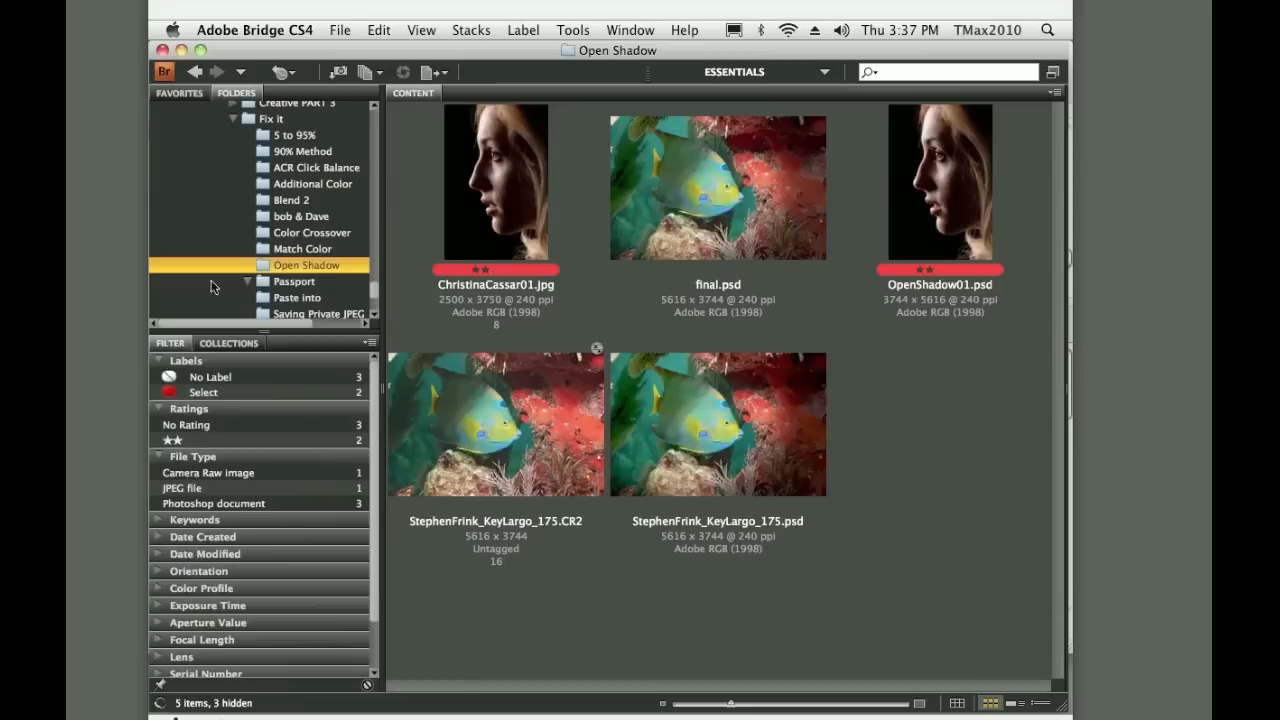 Adobe Bridge CS4 File Edit View Stacks Label Tools Window Help Thu 3:37 PM TMax2010
Open Shadow
Br ESSENTIALS
FAVORITES FOLDERS CONTENT
Creative PART 3
Fix it
5 to 95%
90% Method
ACR Click Balance
Additional Color
Blend 2
bob & Dave
Color Crossover
Match Color
Open Shadow
Passport
Paste into
Saving Private JPEG
ChristinaCassar01.jpg
2500 x 3750 @ 240 ppi
Adobe RGB (1998)
8
final.psd
5616 x 3744 @ 240 ppi
Adobe RGB (1998)
OpenShadow01.psd
3744 x 5616 @ 240 ppi
Adobe RGB (1998)
StephenFrink_KeyLargo_175.CR2
5616 x 3744
Untagged
16
StephenFrink_KeyLargo_175.psd
5616 x 3744 @ 240 ppi
Adobe RGB (1998)
FILTER COLLECTIONS
Labels
No Label 3
Select 2
Ratings
No Rating 3
★★ 2
File Type
Camera Raw image 1
JPEG file 1
Photoshop document 3
Keywords
Date Created
Date Modified
Orientation
Color Profile
Exposure Time
Aperture Value
Focal Length
Lens
Serial Number
5 items, 3 hidden